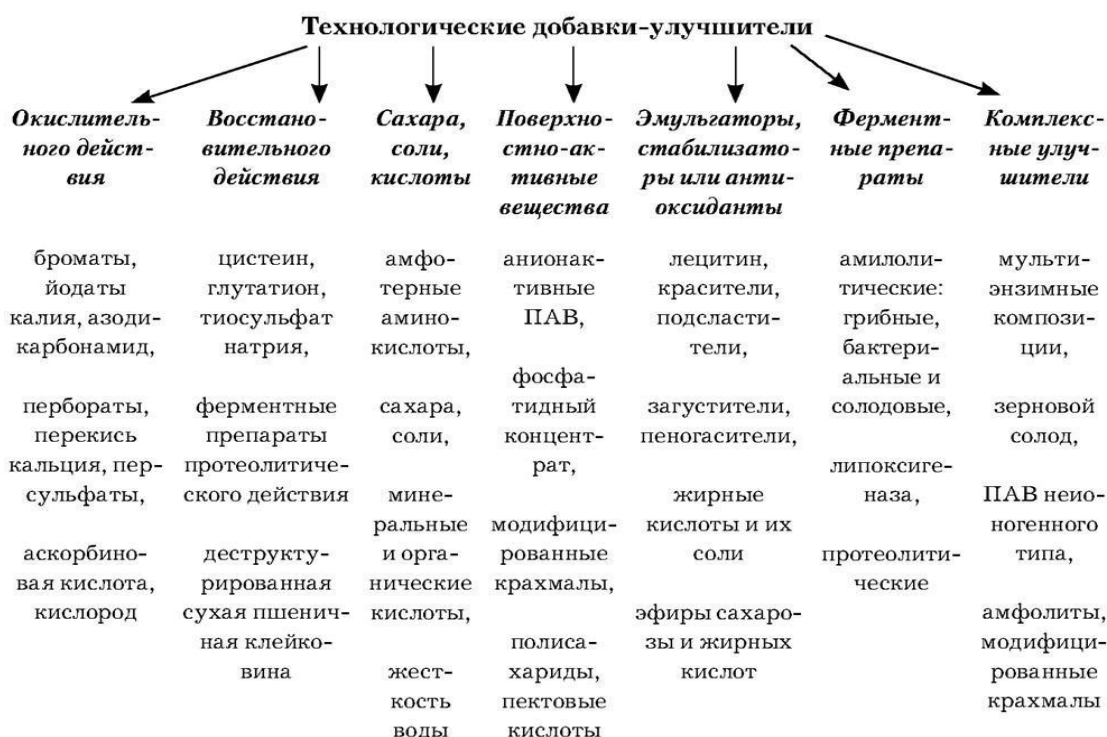 Технологические добавки-улучшители
Окислитель-
ного дейст-
вия
броматы,
йодаты
калия, азоди-
карбонамид,
пербораты,
перекись
кальция, пер-
сульфаты,
аскорбино-
вая кислота,
кислород
Восстано-
вительного
действия
цистеин,
глутатион,
тиосульфат
натрия,
ферментные
препараты
протеолитиче-
ского действия
деструкту-
рированная
сухая пшенич-
ная клейко-
вина
Сахара,
соли,
кислоты
амфо-
терные
амино-
кислоты,
сахара,
соли,
мине-
ральные
и орга-
нические
кислоты,
жест-
кость
воды
Поверхно-
стно-ак-
тивные
вещества
анионак-
тивные
ПАВ,
фосфа-
тидный
концент-
рат,
модифици-
рованные
крахмалы,
полиса-
хариды,
пектовые
кислоты
Эмульгаторы,
стабилизато-
ры или анти-
оксиданты
лецитин,
красители,
подсласти-
тели,
загустители,
пеногасители,
жирные
кислоты и их
соли
эфиры сахаро-
зы и жирных
кислот
Фермент-
ные препа-
раты
амилоли-
тические:
грибные,
бактери-
альные и
солодовые,
липоксиге-
наза,
протеолити-
ческие
Комплекс-
ные улуч-
шители
мульти-
энзимные
компози-
ции,
зерновой
солод,
ПАВ неио-
ногенного
типа,
амфолиты,
модифици-
рованные
крахмалы